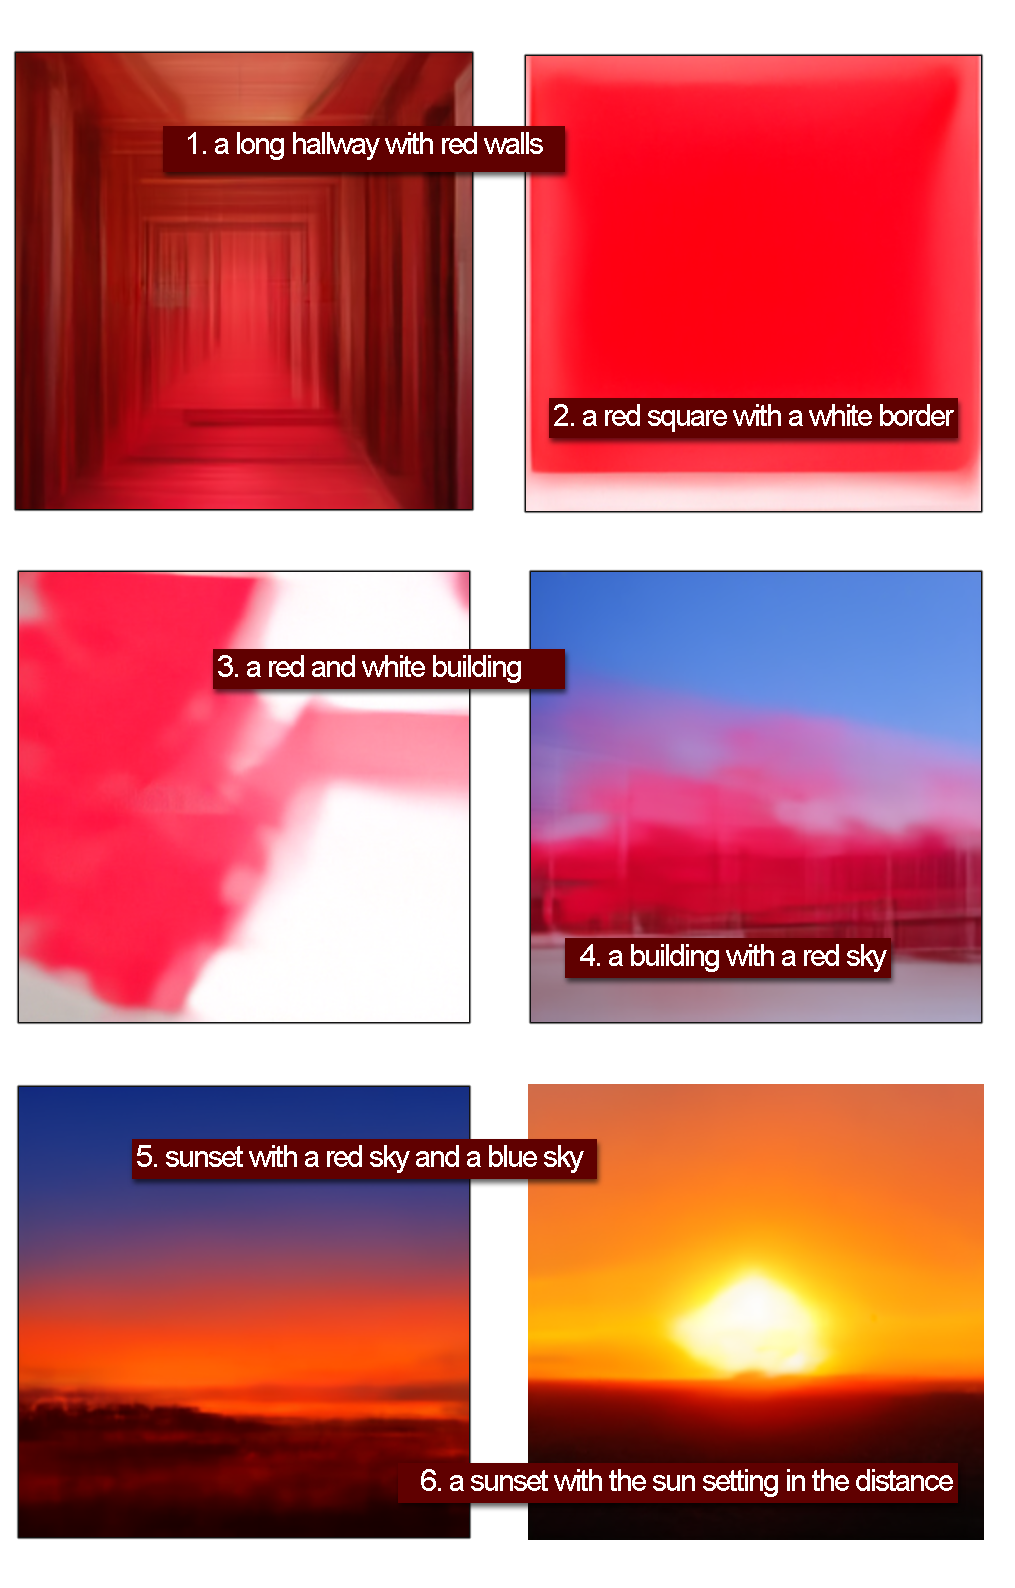 1. a long hallway with red walls
2. a red square with a white border
3. a red and white building
4. a building with a red sky
5. sunset with a red sky and a blue sky
6. a sunset with the sun setting in the distance